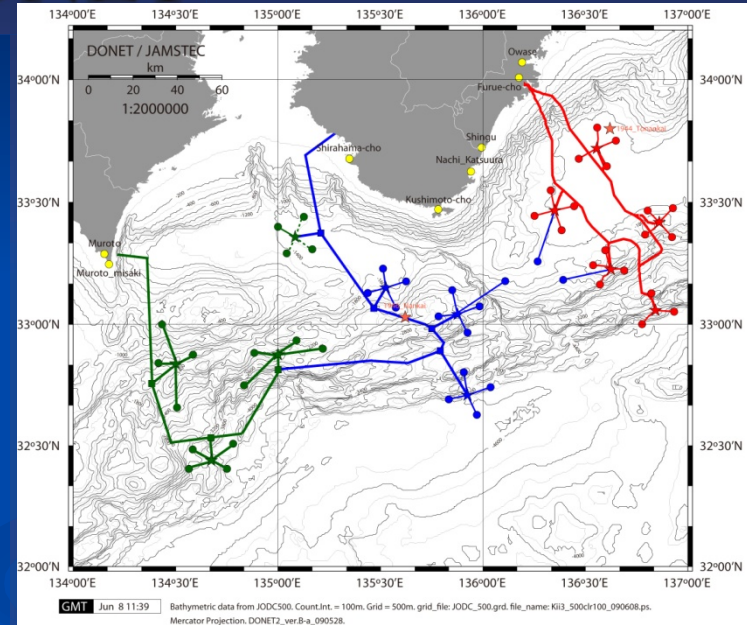 134°00'E 134°30'E 135°00'E 135°30'E 136°00'E 136°30'E 137°00'E
DONET / JAMSTEC
km
0 20 40 60
1:2000000
Owase
34°00'N 34°00'N
Furue-cho
1944_Tonankai
Shingu
Shirahama-cho
Nachi_Katsuura
33°30'N 33°30'N
Kushimoto-cho
Muroto
Muroto_misaki
33°00'N 33°00'N
32°30'N 32°30'N
32°00'N 32°00'N
134°00'E 134°30'E 135°00'E 135°30'E 136°00'E 136°30'E 137°00'E
GMT Jun 8 11:39 Bathymetric data from JODC500. Count.Int. = 100m. Grid = 500m. grid_file: JODC_500.grd. file_name: Kii3_500clr100_090608.ps.
Mercator Projection. DONET2_ver.B-a_090528.